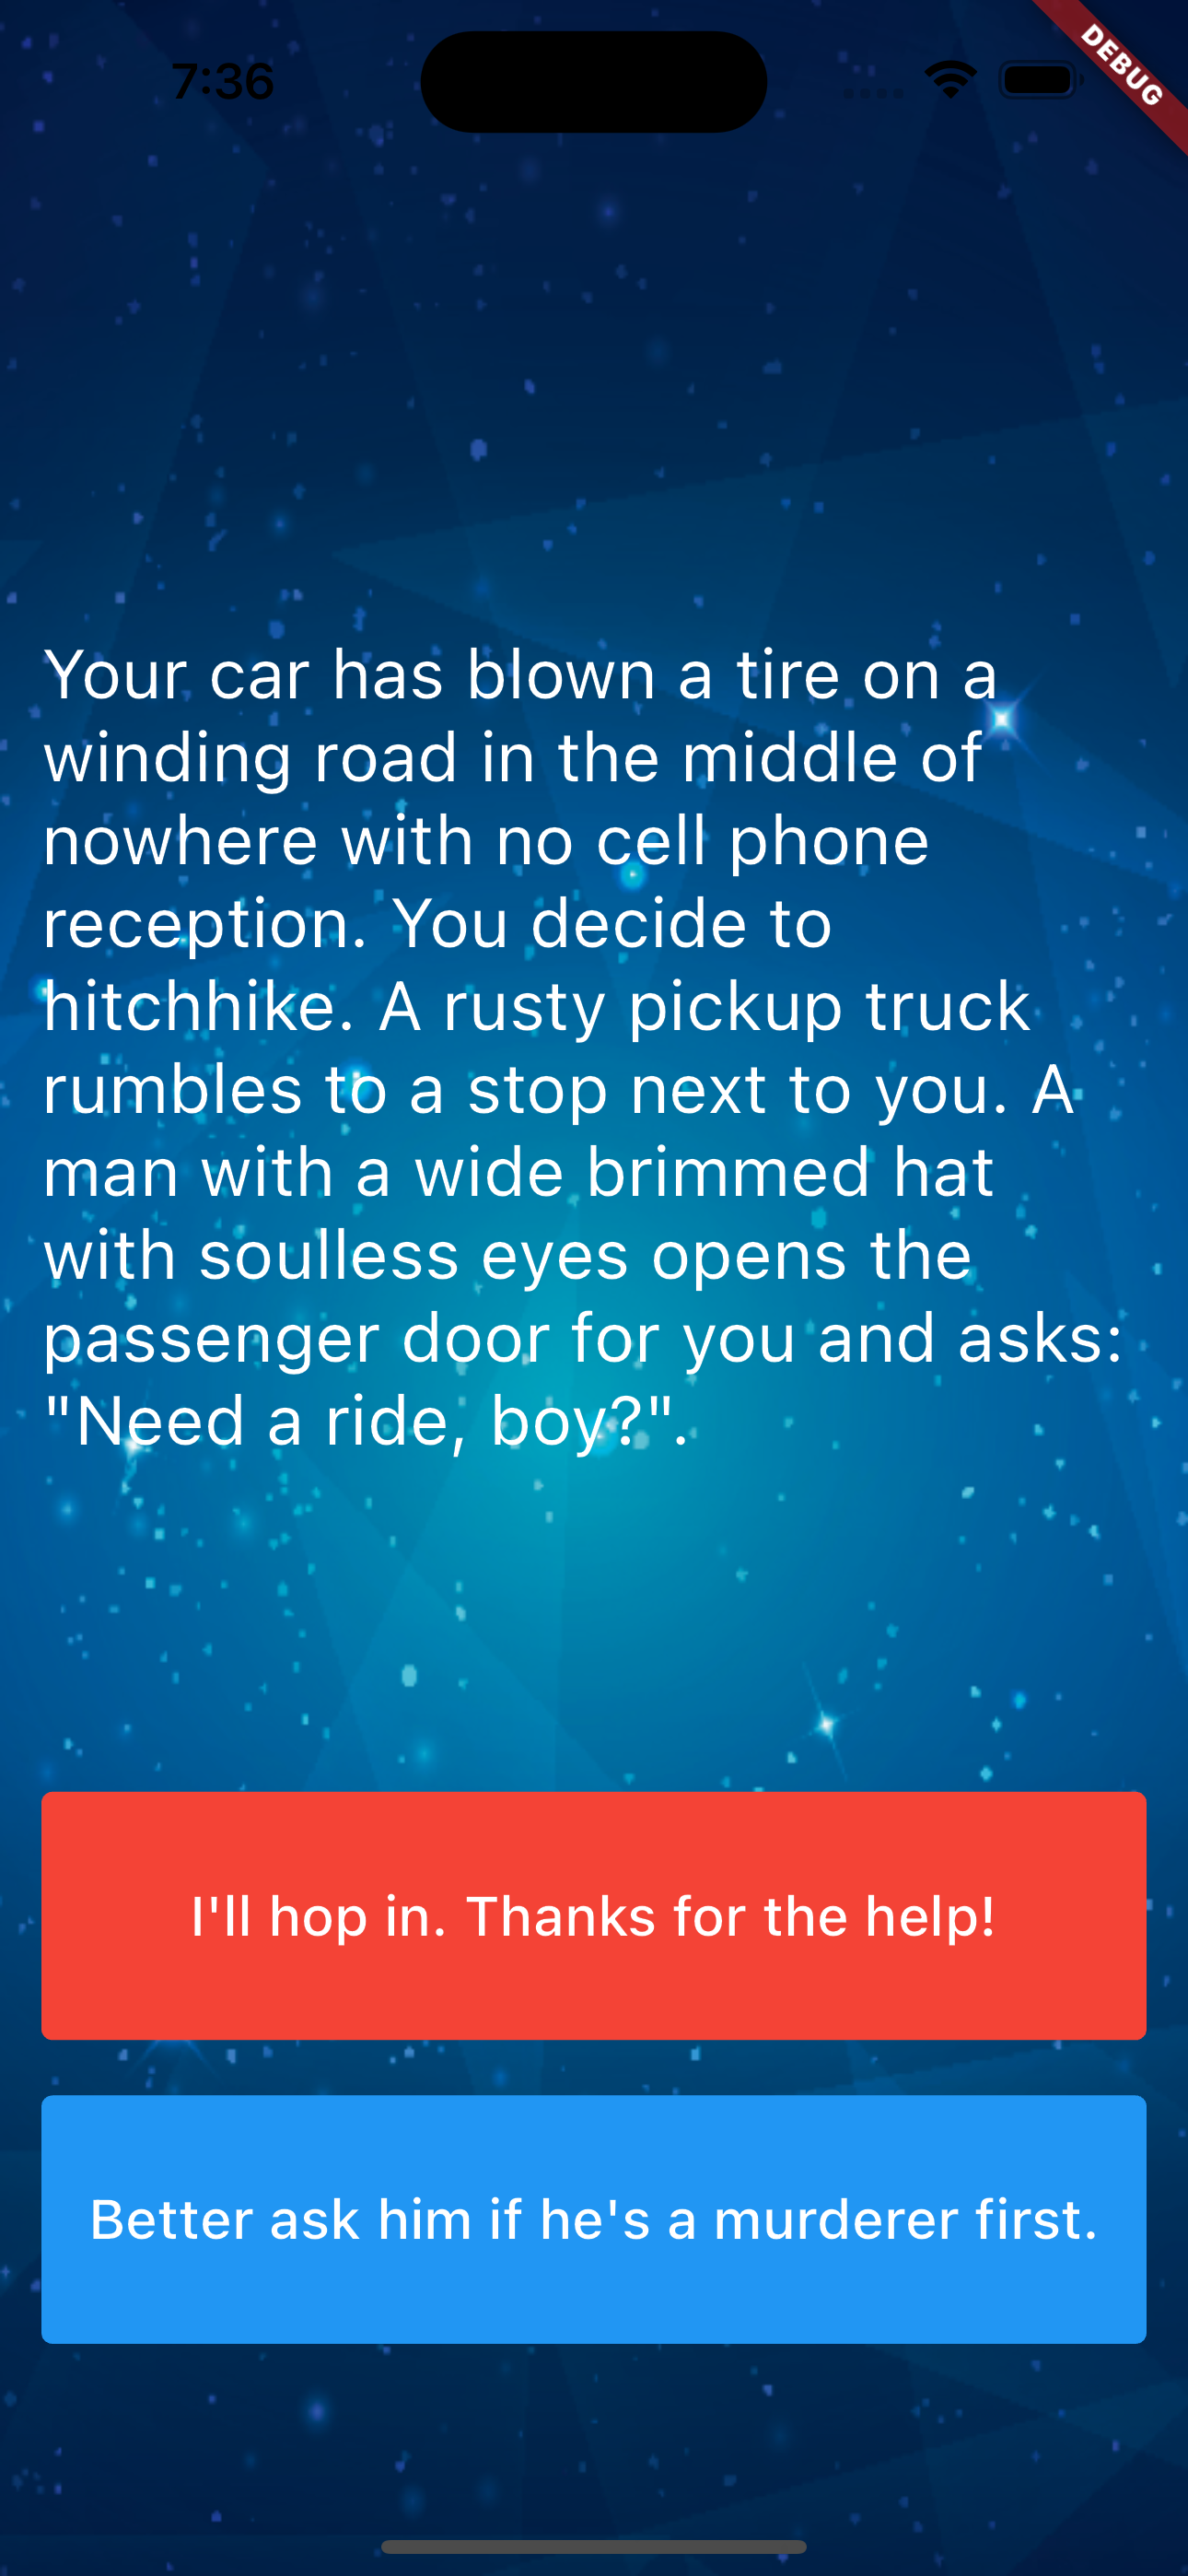 7:36
DEBUG
Your car has blown a tire on a
winding road in the middle of
nowhere with no cell phone
reception. You decide to
hitchhike. A rusty pickup truck
rumbles to a stop next to you. A
man with a wide brimmed hat
with soulless eyes opens the
passenger door for you and asks:
"Need a ride, boy?".
I'll hop in. Thanks for the help!
Better ask him if he's a murderer first.